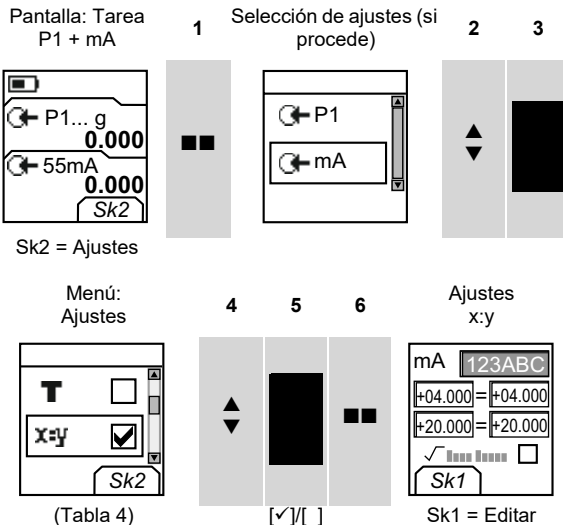 Pantalla: Tarea
P1 + mA
1
Selección de ajustes (si
procede)
2
3
P1... g
0.000
55mA
0.000
Sk2
P1
mA
Sk2 = Ajustes
Menú:
Ajustes
4
5
6
Ajustes
x:y
T
x:y
Sk2
mA 123ABC
+04.000 = +04.000
+20.000 = +20.000
√
Sk1
(Tabla 4)
[✓]/[ ]
Sk1 = Editar